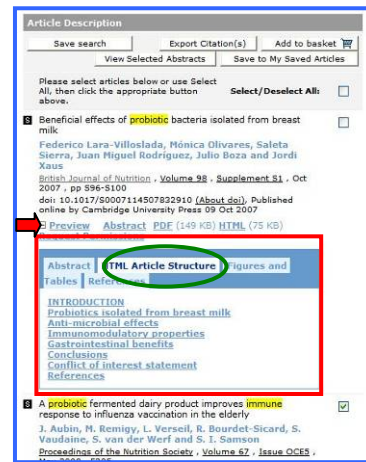 Article Description
Save search Export Citation(s) Add to basket
View Selected Abstracts Save to My Saved Articles
Please select articles below or use Select
All, then click the appropriate button
above.
Select/Deselect All:
S Beneficial effects of probiotic bacteria isolated from breast
milk
Federico Lara-Villoslada, Mónica Olivares, Saleta
Sierra, Juan Miguel Rodríguez, Julio Boza and Jordi
Xaus
British Journal of Nutrition , Volume 98 , Supplement S1 , Oct
2007 , pp S96-S100
doi: 10.1017/S0007114507832910 (About doi), Published
online by Cambridge University Press 09 Oct 2007
Preview Abstract PDF (149 KB) HTML (75 KB)
Request Permissions
Abstract HTML Article Structure Figures and
Tables References
INTRODUCTION
Probiotics isolated from breast milk
Anti-microbial effects
Immunomodulatory properties
Gastrointestinal benefits
Conclusions
Conflict of interest statement
References
S A probiotic fermented dairy product improves immune
response to influenza vaccination in the elderly
J. Aubin, M. Remigy, L. Verseil, R. Bourdet-Sicard, S.
Vaudaine, S. van der Werf and S. I.
Samson
Proceedings of the Nutrition Society , Volume 67 , Issue OCE5 ,